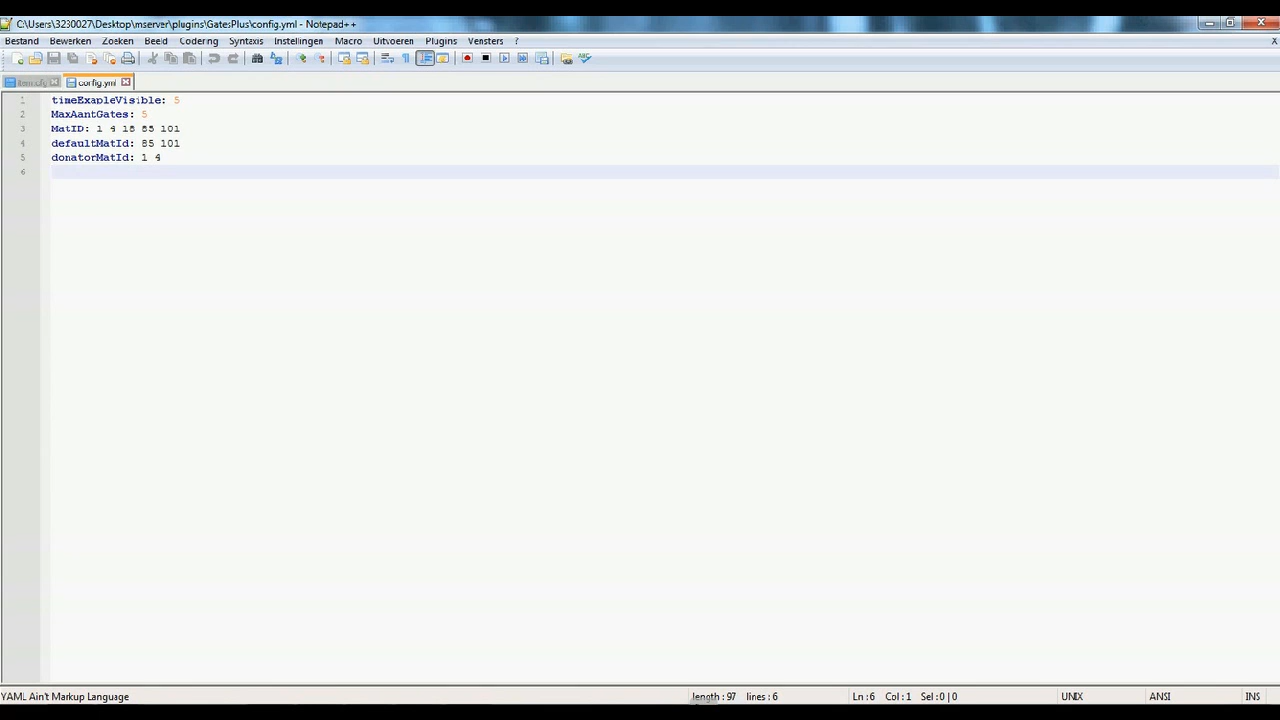 C:\Users\3230027\Desktop\mserver\plugins\GatesPlus\config.yml - Notepad++
Bestand Bewerken Zoeken Beeld Codering Syntaxis Instellingen Macro Uitvoeren Plugins Vensters ? X
item.cfg config.yml
1 timeExapleVisible: 5
2 MaxAantGates: 5
3 MatID: 1 4 18 85 101
4 defaultMatId: 85 101
5 donatorMatId: 1 4
6
YAML Ain't Markup Language length : 97 lines : 6 Ln : 6 Col : 1 Sel : 0 | 0 UNIX ANSI INS